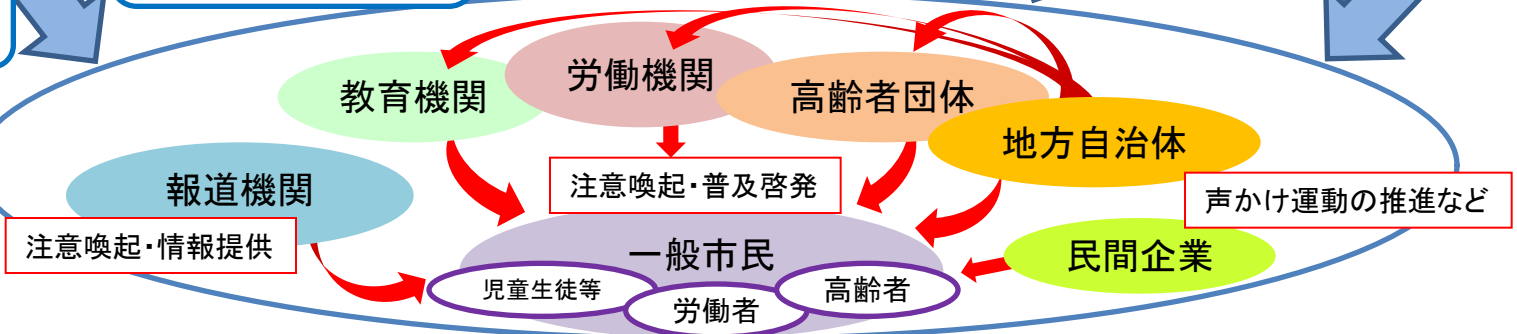 教育機関
労働機関
高齢者団体
地方自治体
報道機関
注意喚起・普及啓発
声かけ運動の推進など
注意喚起・情報提供
一般市民
民間企業
児童生徒等
労働者
高齢者